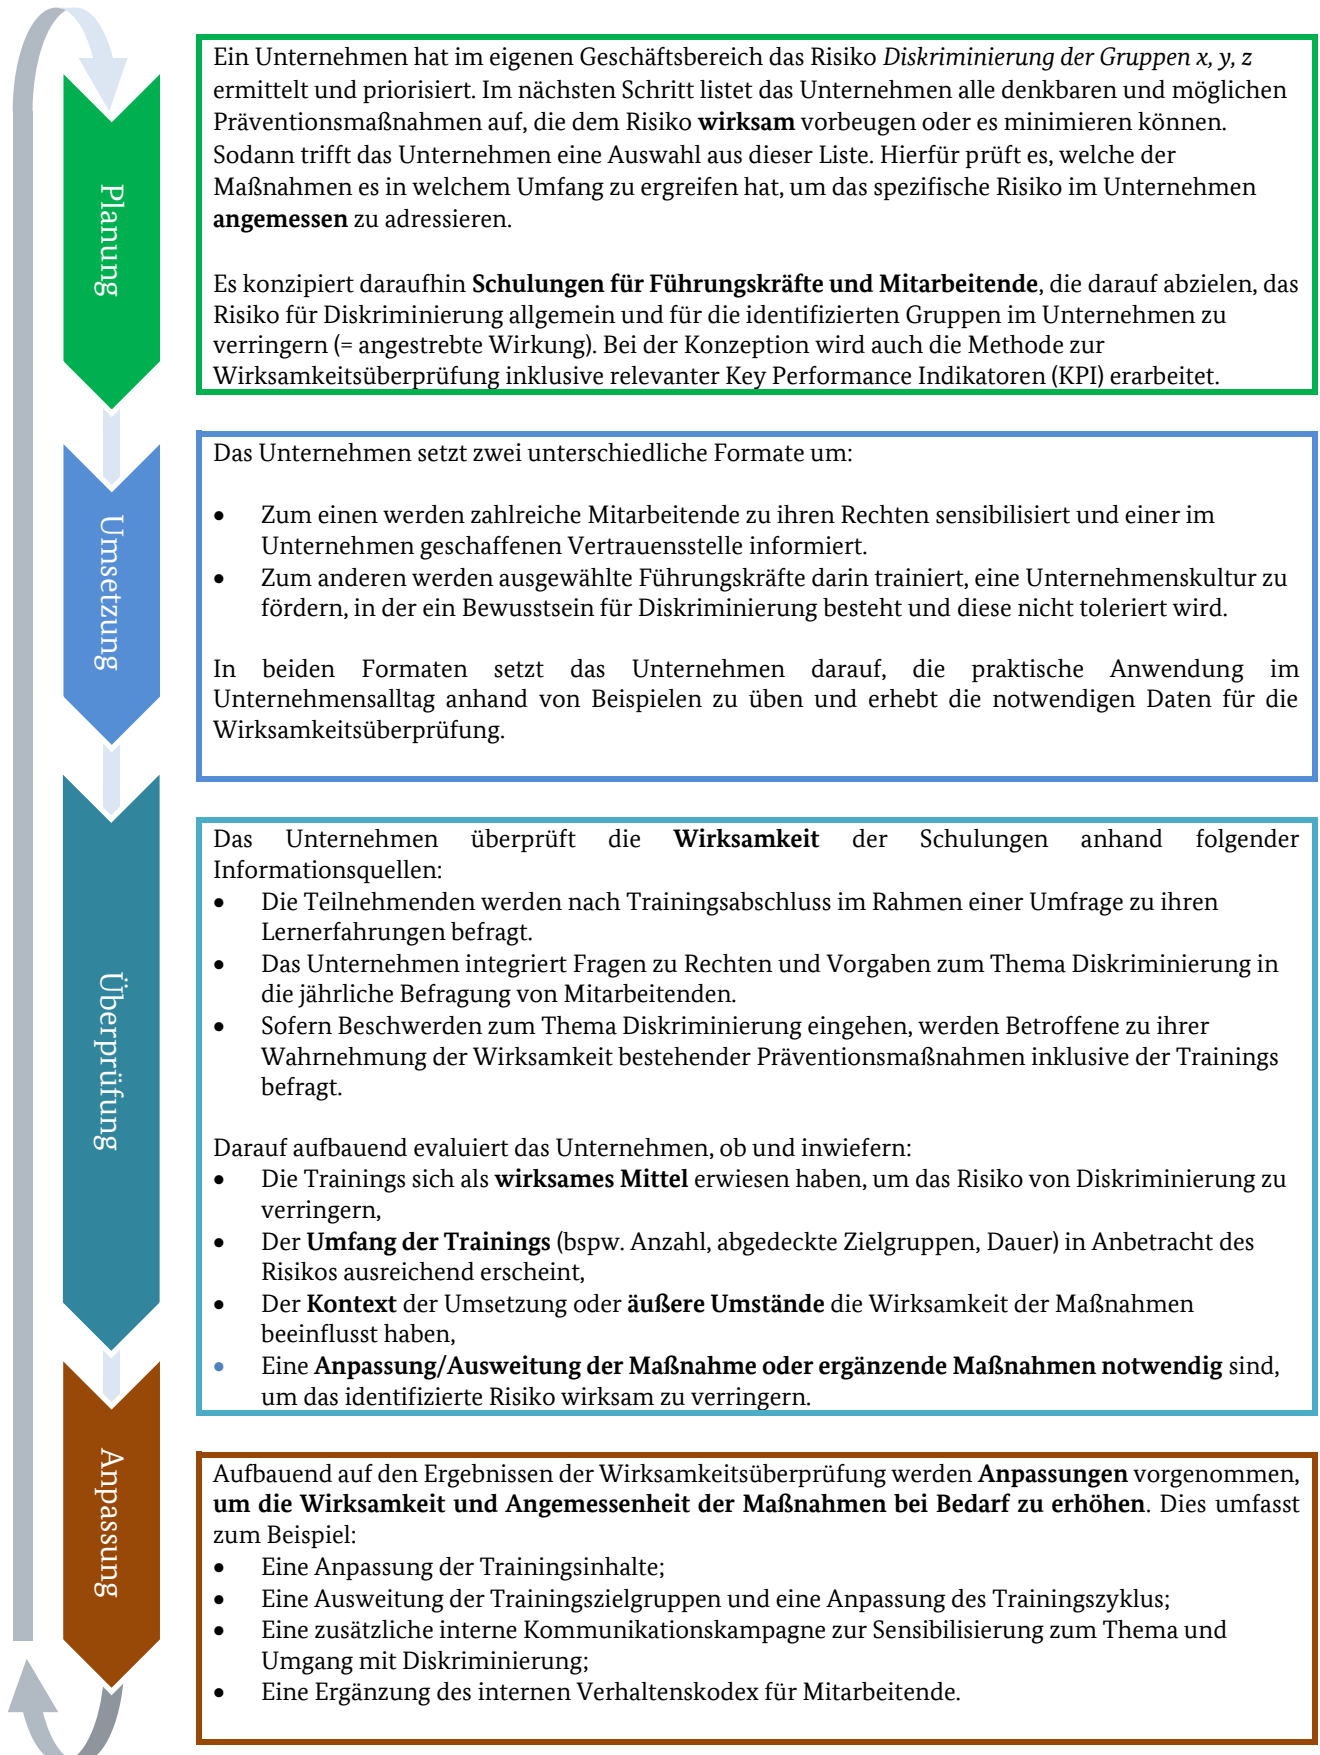 Planung
Ein Unternehmen hat im eigenen Geschäftsbereich das Risiko Diskriminierung der Gruppen x, y, z
ermittelt und priorisiert. Im nächsten Schritt listet das Unternehmen alle denkbaren und möglichen
Präventionsmaßnahmen auf, die dem Risiko wirksam vorbeugen oder es minimieren können.
Sodann trifft das Unternehmen eine Auswahl aus dieser Liste. Hierfür prüft es, welche der
Maßnahmen es in welchem Umfang zu ergreifen hat, um das spezifische Risiko im Unternehmen
angemessen zu adressieren.
Es konzipiert daraufhin Schulungen für Führungskräfte und Mitarbeitende, die darauf abzielen, das
Risiko für Diskriminierung allgemein und für die identifizierten Gruppen im Unternehmen zu
verringern (= angestrebte Wirkung). Bei der Konzeption wird auch die Methode zur
Wirksamkeitsüberprüfung inklusive relevanter Key Performance Indikatoren (KPI) erarbeitet.
Umsetzung
Das Unternehmen setzt zwei unterschiedliche Formate um:
• Zum einen werden zahlreiche Mitarbeitende zu ihren Rechten sensibilisiert und einer im
Unternehmen geschaffenen Vertrauensstelle informiert.
• Zum anderen werden ausgewählte Führungskräfte darin trainiert, eine Unternehmenskultur zu
fördern, in der ein Bewusstsein für Diskriminierung besteht und diese nicht toleriert wird.
In beiden Formaten setzt das Unternehmen darauf, die praktische Anwendung im
Unternehmensalltag anhand von Beispielen zu üben und erhebt die notwendigen Daten für die
Wirksamkeitsüberprüfung.
Überprüfung
Das Unternehmen überprüft die Wirksamkeit der Schulungen anhand folgender
Informationsquellen:
• Die Teilnehmenden werden nach Trainingsabschluss im Rahmen einer Umfrage zu ihren
Lernerfahrungen befragt.
• Das Unternehmen integriert Fragen zu Rechten und Vorgaben zum Thema Diskriminierung in
die jährliche Befragung von Mitarbeitenden.
• Sofern Beschwerden zum Thema Diskriminierung eingehen, werden Betroffene zu ihrer
Wahrnehmung der Wirksamkeit bestehender Präventionsmaßnahmen inklusive der Trainings
befragt.
Darauf aufbauend evaluiert das Unternehmen, ob und inwiefern:
• Die Trainings sich als wirksames Mittel erwiesen haben, um das Risiko von Diskriminierung zu
verringern,
• Der Umfang der Trainings (bspw. Anzahl, abgedeckte Zielgruppen, Dauer) in Anbetracht des
Risikos ausreichend erscheint,
• Der Kontext der Umsetzung oder äußere Umstände die Wirksamkeit der Maßnahmen
beeinflusst haben,
• Eine Anpassung/Ausweitung der Maßnahme oder ergänzende Maßnahmen notwendig sind,
um das identifizierte Risiko wirksam zu verringern.
Anpassung
Aufbauend auf den Ergebnissen der Wirksamkeitsüberprüfung werden Anpassungen vorgenommen,
um die Wirksamkeit und Angemessenheit der Maßnahmen bei Bedarf zu erhöhen. Dies umfasst
zum Beispiel:
• Eine Anpassung der Trainingsinhalte;
• Eine Ausweitung der Trainingszielgruppen und eine Anpassung des Trainingszyklus;
• Eine zusätzliche interne Kommunikationskampagne zur Sensibilisierung zum Thema und
Umgang mit Diskriminierung;
• Eine Ergänzung des internen Verhaltenskodex für Mitarbeitende.